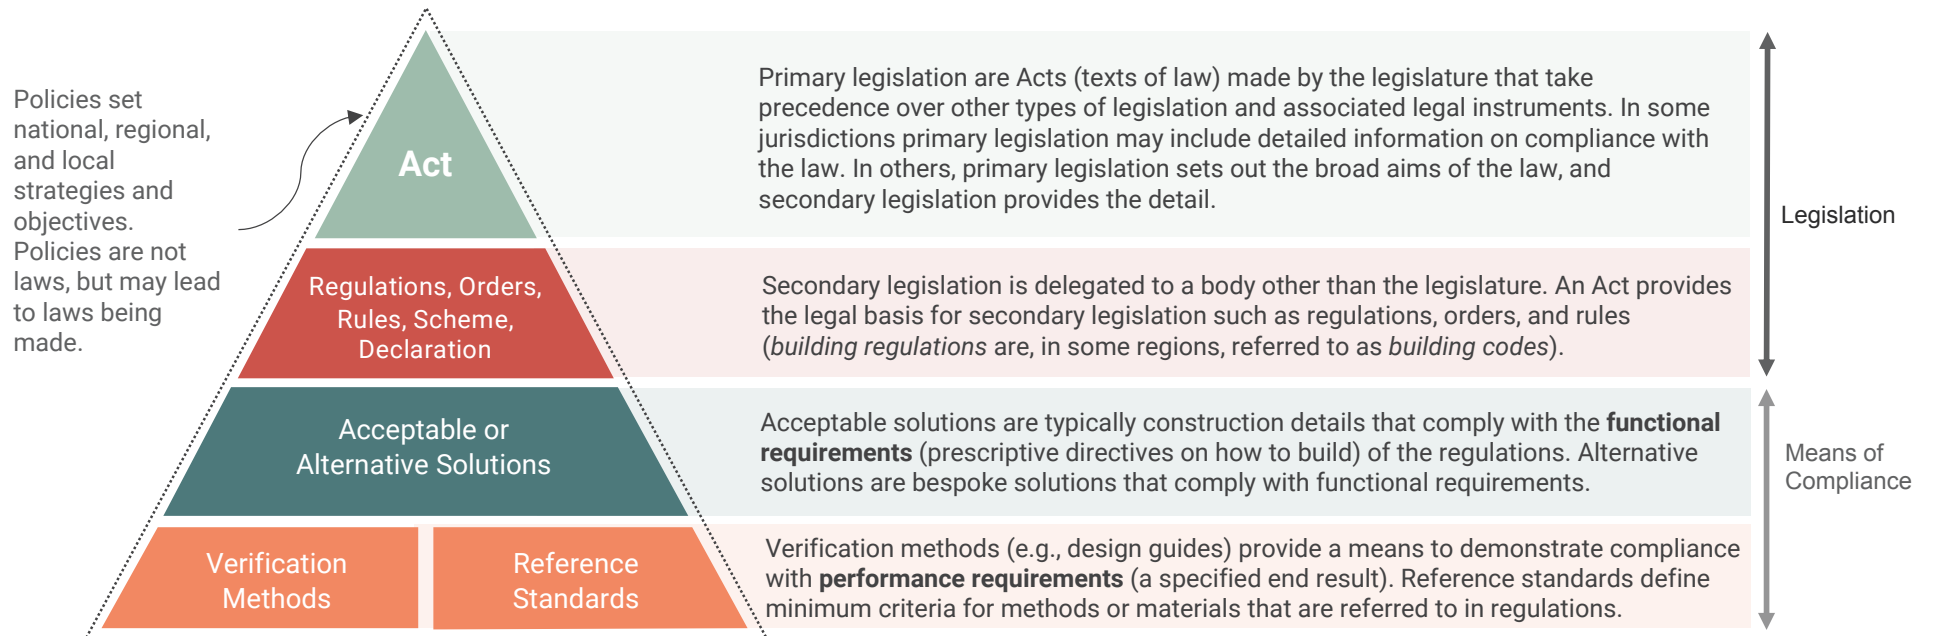 Policies set
national, regional,
and local
strategies and
objectives.
Policies are not
laws, but may lead
to laws being
made.
Act
Primary legislation are Acts (texts of law) made by the legislature that take
precedence over other types of legislation and associated legal instruments. In some
jurisdictions primary legislation may include detailed information on compliance with
the law. In others, primary legislation sets out the broad aims of the law, and
secondary legislation provides the detail.
Legislation
Regulations, Orders,
Rules, Scheme,
Declaration
Secondary legislation is delegated to a body other than the legislature. An Act provides
the legal basis for secondary legislation such as regulations, orders, and rules
(building regulations are, in some regions, referred to as building codes).
Acceptable or
Alternative Solutions
Acceptable solutions are typically construction details that comply with the functional
requirements (prescriptive directives on how to build) of the regulations. Alternative
solutions are bespoke solutions that comply with functional requirements.
Means of
Compliance
Verification
Methods
Reference
Standards
Verification methods (e.g., design guides) provide a means to demonstrate compliance
with performance requirements (a specified end result). Reference standards define
minimum criteria for methods or materials that are referred to in regulations.